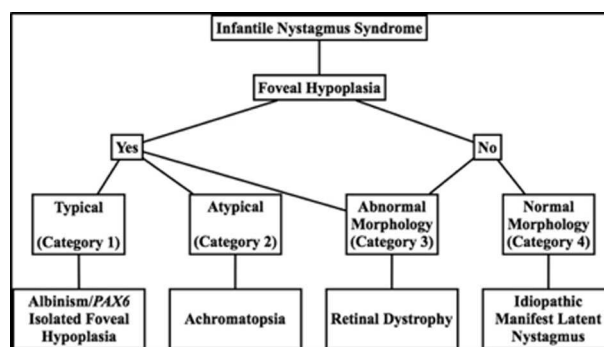 Infantile Nystagmus Syndrome
Foveal Hypoplasia
Yes
No
Typical
(Category 1)
Atypical
(Category 2)
Abnormal
Morphology
(Category 3)
Normal
Morphology
(Category 4)
Albinism/PAX6
Isolated Foveal
Hypoplasia
Achromatopsia
Retinal Dystrophy
Idiopathic
Manifest Latent
Nystagmus